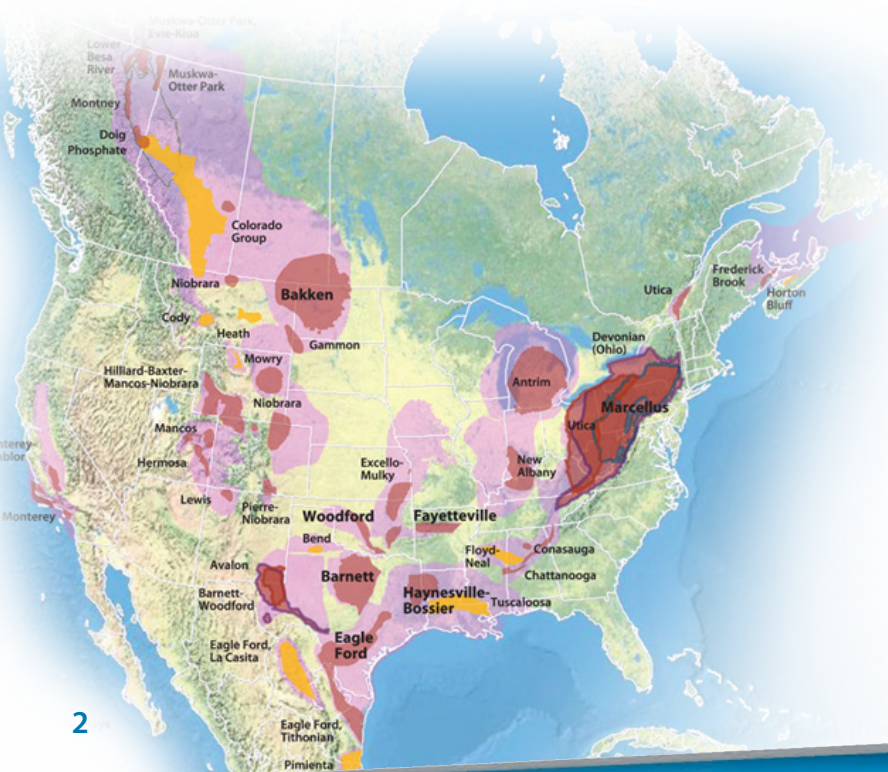 Muskwa-Otter Park,
Evie-Klua
Lower
Besa
River
Muskwa-
Otter Park
Montney
Doig
Phosphate
Colorado
Group
Niobrara
Bakken
Cody
Heath
Gammon
Mowry
Hilliard-Baxter-
Mancos-Niobrara
Niobrara
Mancos
Hermosa
Lewis
Pierre-
Niobrara
Excello-
Mulky
Woodford
Fayetteville
Bend
Avalon
Barnett
Barnett-
Woodford
Floyd-
Neal
Conasauga
Chattanooga
Haynesville-
Bossier
Tuscaloosa
Eagle
Ford
Eagle Ford,
La Casita
Eagle Ford,
Tithonian
Pimienta
Antrim
New
Albany
Devonian
(Ohio)
Marcellus
Utica
Utica
Frederick
Brook
Horton
Bluff
Monterey
2